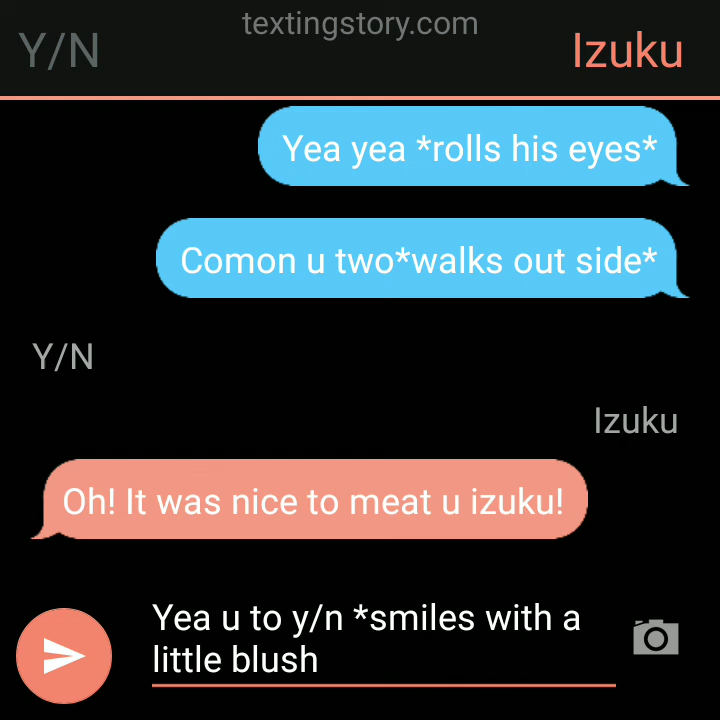 textingstory.com
Y/N
Izuku
Yea yea *rolls his eyes*
Comon u two*walks out side*
Y/N
Izuku
Oh! It was nice to meat u izuku!
Yea u to y/n *smiles with a
little blush